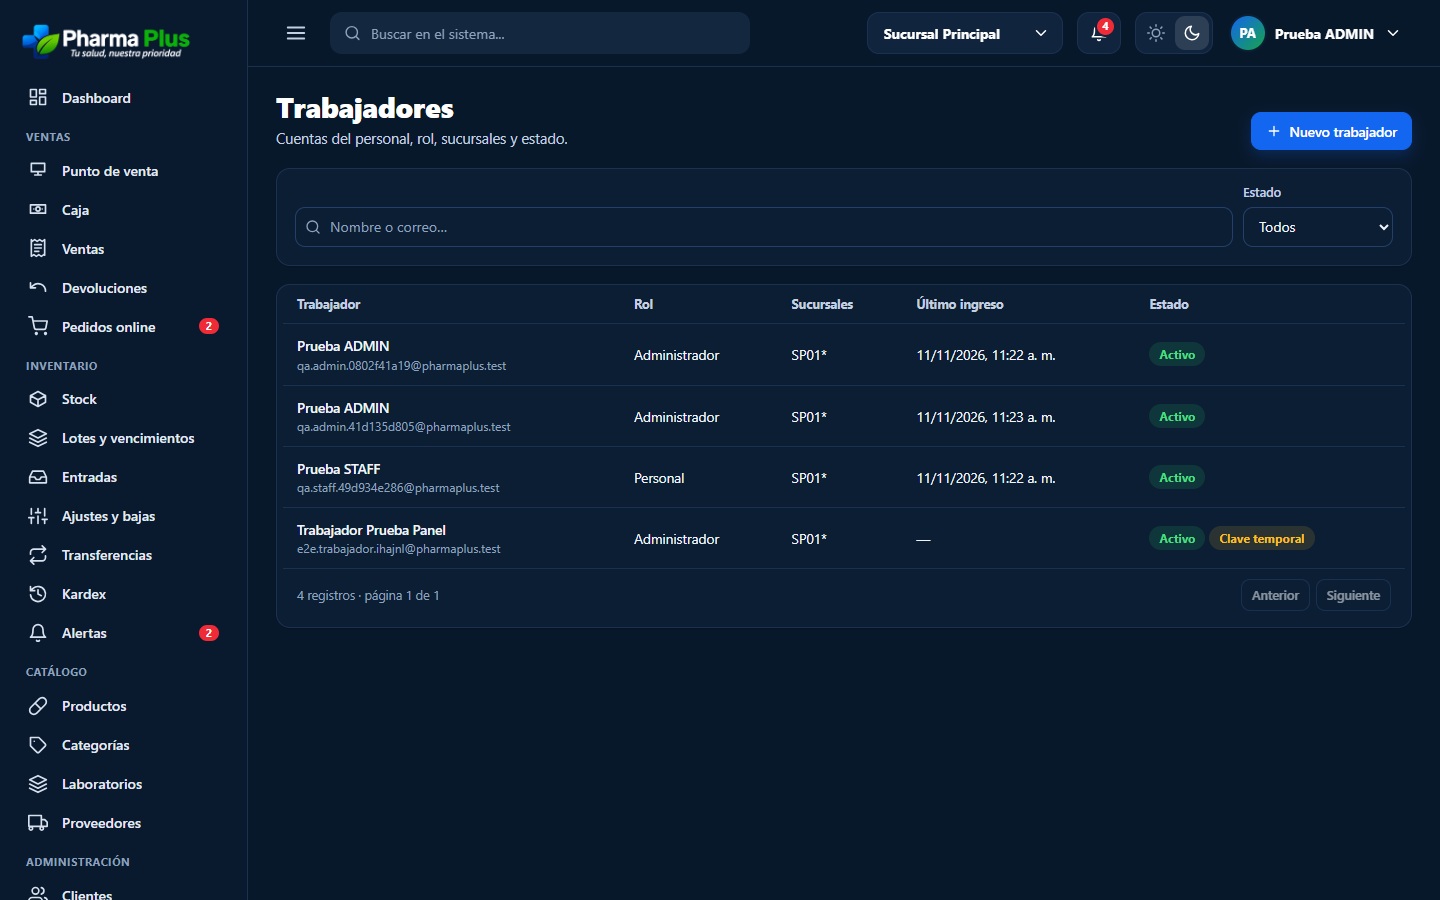 Pharma Plus
Tu salud, nuestra prioridad
Buscar en el sistema...
Sucursal Principal
4
PA
Prueba ADMIN
Dashboard
VENTAS
Punto de venta
Caja
Ventas
Devoluciones
Pedidos online 2
INVENTARIO
Stock
Lotes y vencimientos
Entradas
Ajustes y bajas
Transferencias
Kardex
Alertas 2
CATÁLOGO
Productos
Categorías
Laboratorios
Proveedores
ADMINISTRACIÓN
Clientes
Trabajadores
Cuentas del personal, rol, sucursales y estado.
+ Nuevo trabajador
Estado
Nombre o correo...
Todos
Trabajador Rol Sucursales Último ingreso Estado
Prueba ADMIN
qa.admin.0802f41a19@pharmaplus.test
Administrador SP01* 11/11/2026, 11:22 a. m. Activo
Prueba ADMIN
qa.admin.41d135d805@pharmaplus.test
Administrador SP01* 11/11/2026, 11:23 a. m. Activo
Prueba STAFF
qa.staff.49d934e286@pharmaplus.test
Personal SP01* 11/11/2026, 11:22 a. m. Activo
Trabajador Prueba Panel
e2e.trabajador.ihajnl@pharmaplus.test
Administrador SP01* — Activo Clave temporal
4 registros · página 1 de 1
Anterior Siguiente